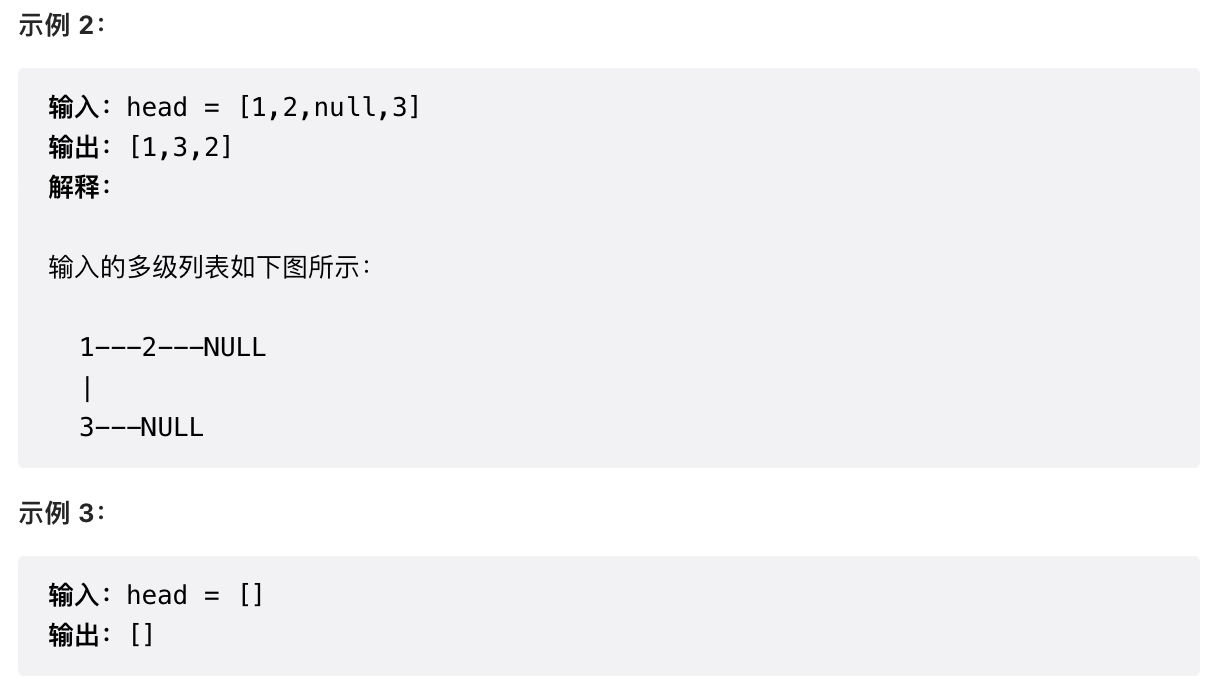 示例 2：
输入：head = [1,2,null,3]
输出：[1,3,2]
解释：
输入的多级列表如下图所示：
1---2---NULL
|
3---NULL
示例 3：
输入：head = []
输出：[]